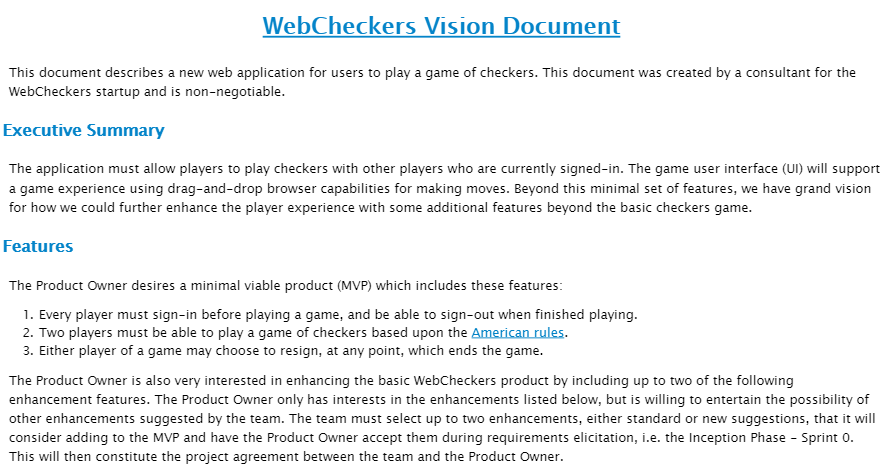 WebCheckers Vision Document
This document describes a new web application for users to play a game of checkers. This document was created by a consultant for the
WebCheckers startup and is non-negotiable.
Executive Summary
The application must allow players to play checkers with other players who are currently signed-in. The game user interface (UI) will support
a game experience using drag-and-drop browser capabilities for making moves. Beyond this minimal set of features, we have grand vision
for how we could further enhance the player experience with some additional features beyond the basic checkers game.
Features
The Product Owner desires a minimal viable product (MVP) which includes these features:
1. Every player must sign-in before playing a game, and be able to sign-out when finished playing.
2. Two players must be able to play a game of checkers based upon the American rules.
3. Either player of a game may choose to resign, at any point, which ends the game.
The Product Owner is also very interested in enhancing the basic WebCheckers product by including up to two of the following
enhancement features. The Product Owner only has interests in the enhancements listed below, but is willing to entertain the possibility of
other enhancements suggested by the team. The team must select up to two enhancements, either standard or new suggestions, that it will
consider adding to the MVP and have the Product Owner accept them during requirements elicitation, i.e. the Inception Phase - Sprint 0.
This will then constitute the project agreement between the team and the Product Owner.